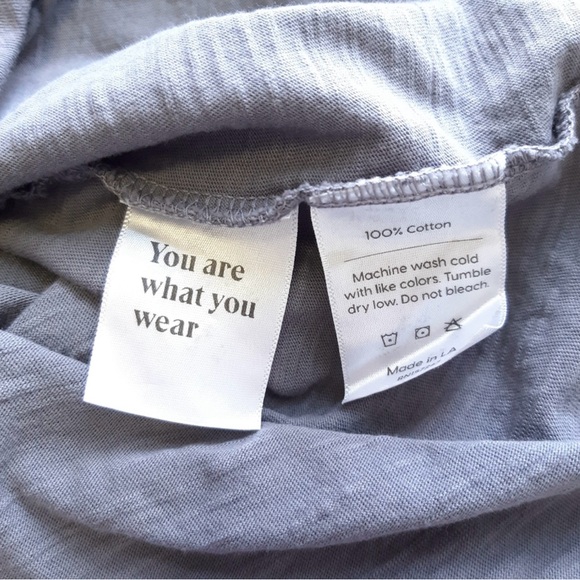 You are
what you
wear
100% Cotton
Machine wash cold
with like colors. Tumble
dry low. Do not bleach.
Made in LA